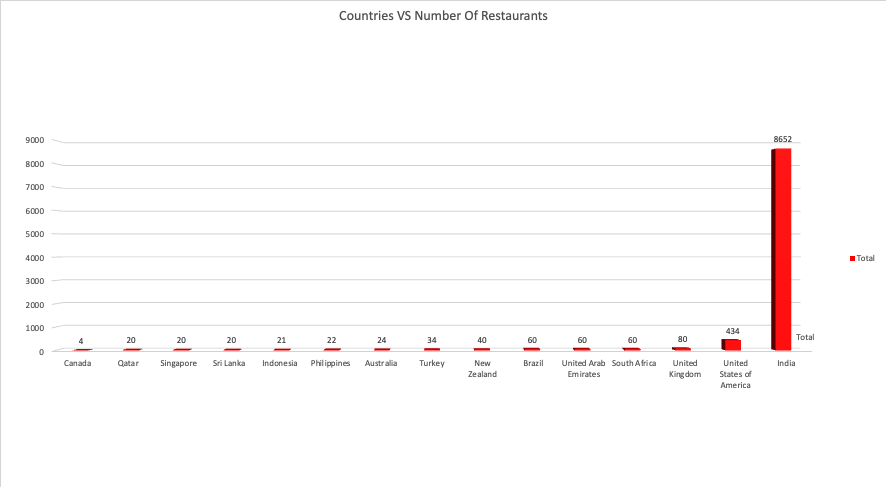 Countries VS Number Of Restaurants
9000
8000
7000
6000
5000
4000
3000
2000
1000
0
4
20
20
20
21
22
24
34
40
60
60
60
80
434
8652
Total
Total
Canada
Qatar
Singapore
Sri Lanka
Indonesia
Philippines
Australia
Turkey
New
Zealand
Brazil
United Arab
Emirates
South Africa
United
Kingdom
United
States of
America
India